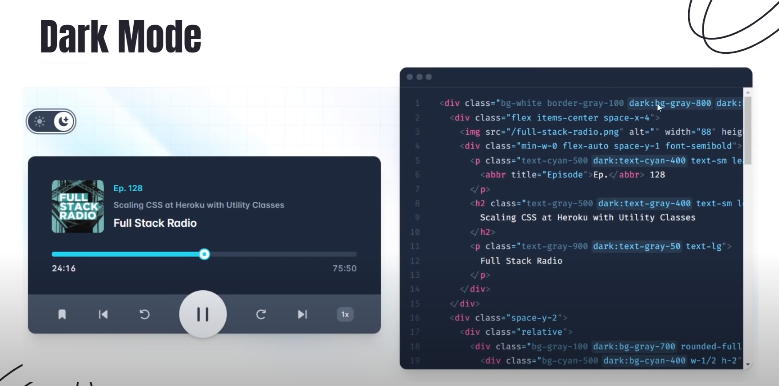 Dark Mode
FULL
STACK
RADIO
Ep. 128
Scaling CSS at Heroku with Utility Classes
Full Stack Radio
24:16
75:50
1x
1 <div class="bg-white border-gray-100 dark:bg-gray-800 dark:
2 <div class="flex items-center space-x-4">
3 <img src="/full-stack-radio.png" alt="" width="88" heig
4 <div class="min-w-0 flex-auto space-y-1 font-semibold">
5 <p class="text-cyan-500 dark:text-cyan-400 text-sm le
6 <abbr title="Episode">Ep.</abbr> 128
7 </p>
8 <h2 class="text-gray-500 dark:text-gray-400 text-sm l
9 Scaling CSS at Heroku with Utility Classes
10 </h2>
11 <p class="text-gray-900 dark:text-gray-50 text-lg">
12 Full Stack Radio
13 </p>
14 </div>
15 </div>
16 <div class="space-y-2">
17 <div class="relative">
18 <div class="bg-gray-100 dark:bg-gray-700 rounded-full
19 <div class="bg-cyan-500 dark:bg-cyan-400 w-1/2 h-2"